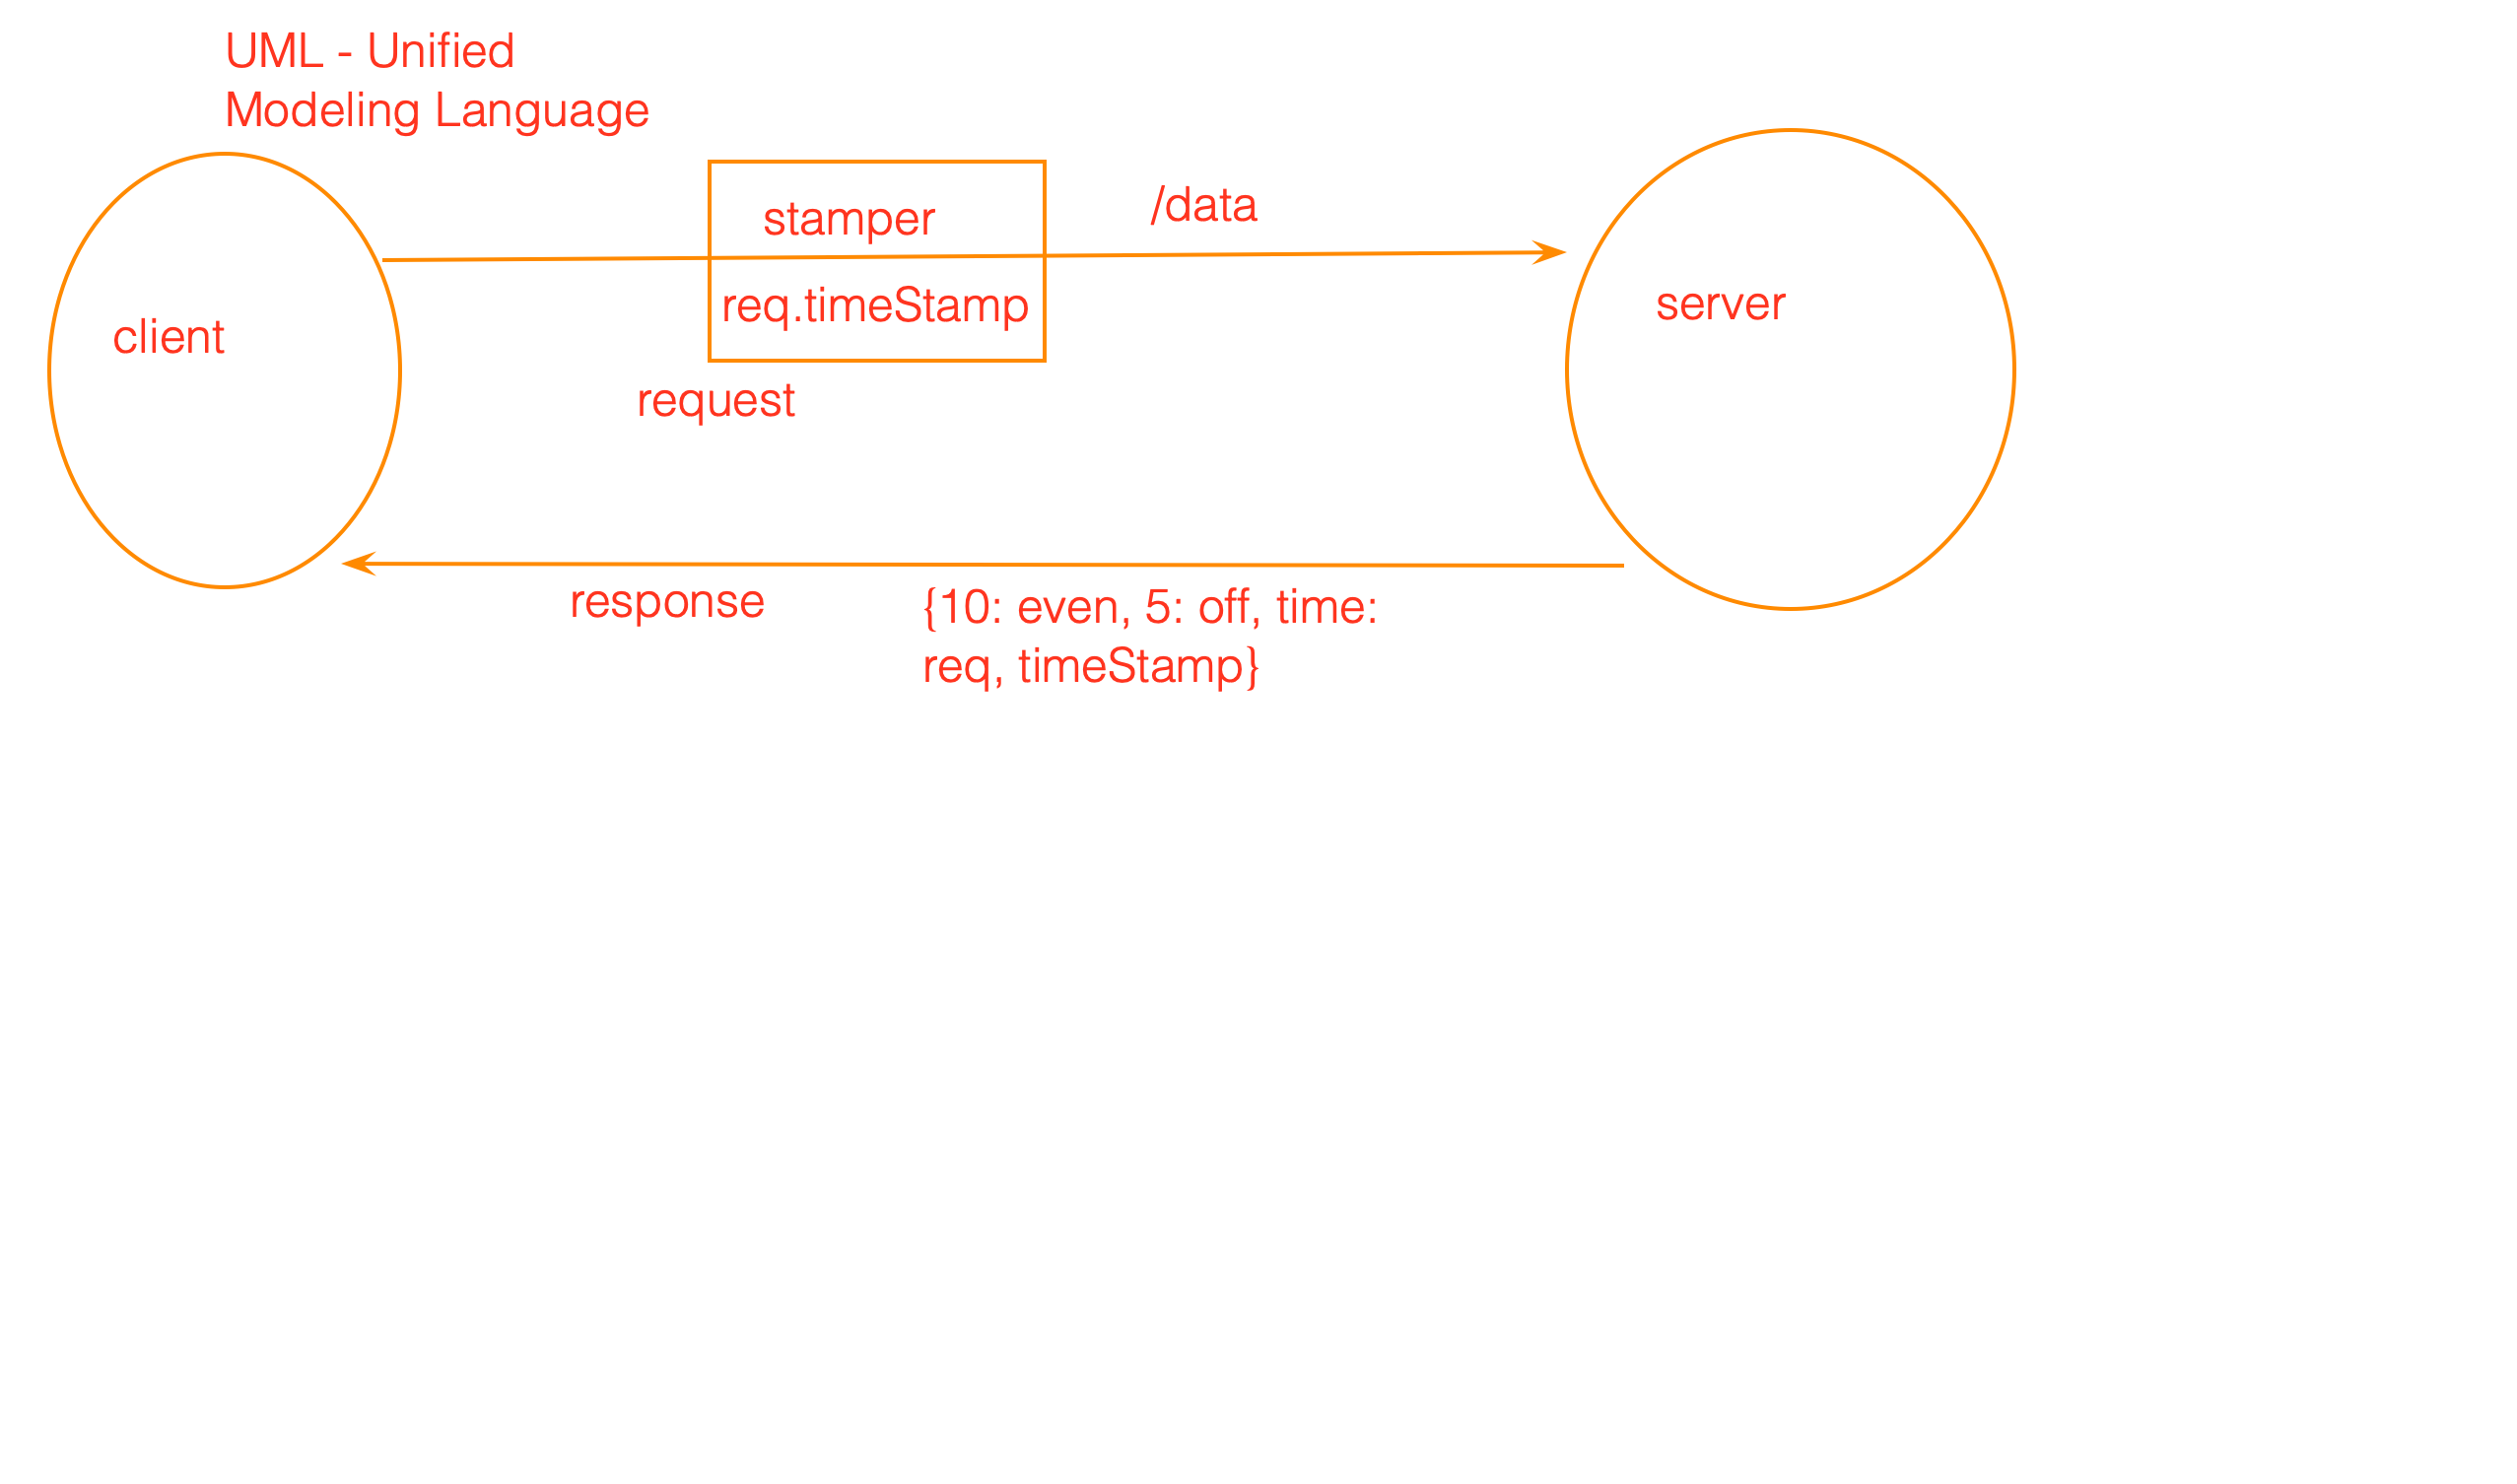 UML - Unified
Modeling Language
stamper
/data
req.timeStamp
server
client
request
response
{10: even, 5: off, time:
req, timeStamp}